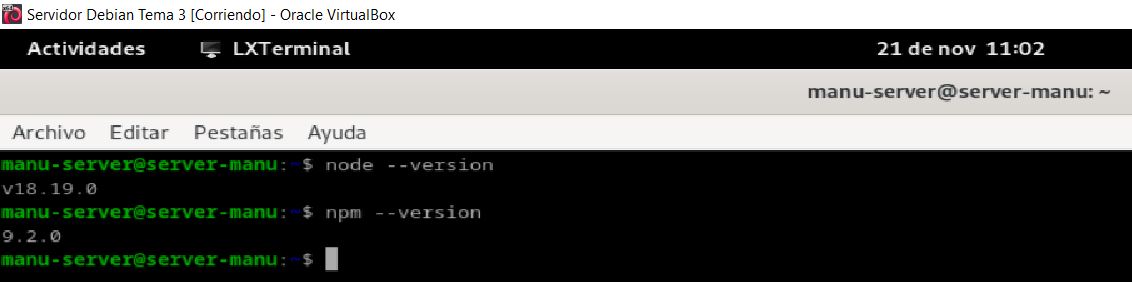 Servidor Debian Tema 3 [Corriendo] - Oracle VirtualBox
Actividades LXTerminal 21 de nov 11:02
manu-server@server-manu: ~
Archivo Editar Pestañas Ayuda
manu-server@server-manu:~$ node --version
v18.19.0
manu-server@server-manu:~$ npm --version
9.2.0
manu-server@server-manu:~$